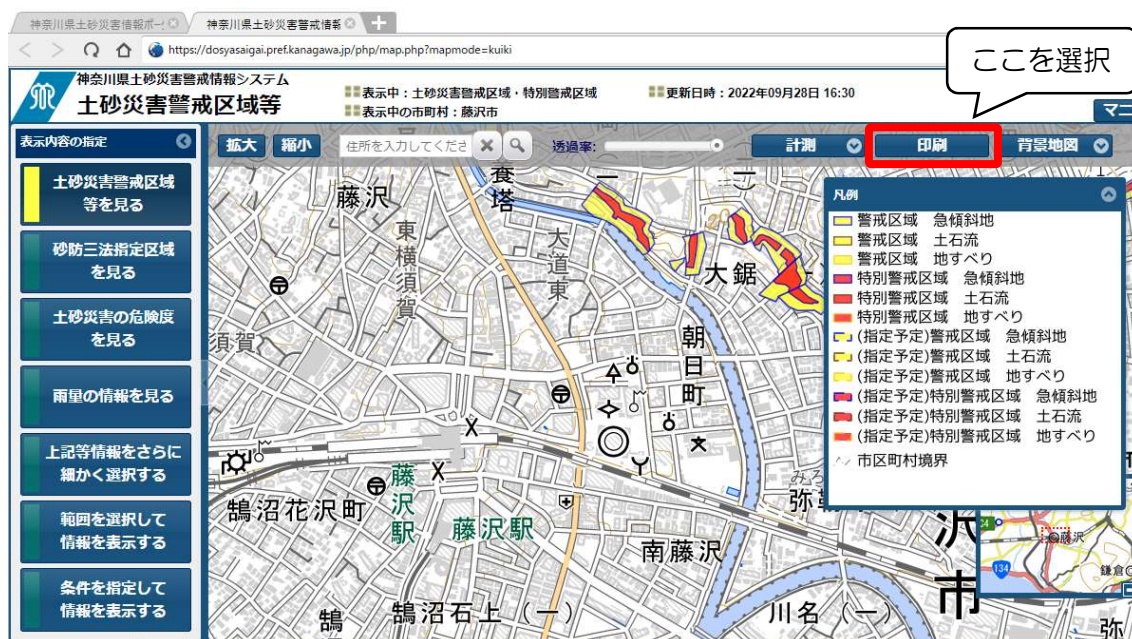 神奈川県土砂災害情報ポー
神奈川県土砂災害警戒情報
https://dosyasaigai.pref.kanagawa.jp/php/map.php?mapmode=kuiki
ここを選択
神奈川県土砂災害警戒情報システム
土砂災害警戒区域等
表示中：土砂災害警戒区域・特別警戒区域
更新日時：2022年09月28日 16:30
表示中の市町村：藤沢市
マニ
表示内容の指定
拡大
縮小
住所を入力してくださ
透過率:
計測
印刷
背景地図
土砂災害警戒区域
等を見る
砂防三法指定区域
を見る
土砂災害の危険度
を見る
雨量の情報を見る
上記等情報をさらに
細かく選択する
範囲を選択して
情報を表示する
条件を指定して
情報を表示する
凡例
警戒区域　急傾斜地
警戒区域　土石流
警戒区域　地すべり
特別警戒区域　急傾斜地
特別警戒区域　土石流
特別警戒区域　地すべり
(指定予定)警戒区域　急傾斜地
(指定予定)警戒区域　土石流
(指定予定)警戒区域　地すべり
(指定予定)特別警戒区域　急傾斜地
(指定予定)特別警戒区域　土石流
(指定予定)特別警戒区域　地すべり
市区町村境界
藤沢
養塔
東横須賀
大道東
大鋸
須賀
朝日町
藤沢駅
藤沢駅
鵠沼花沢町
南藤沢
弥
沢
市
鵠
鵠沼石上（一）
川名（一）
弥
藤沢
134
鎌倉